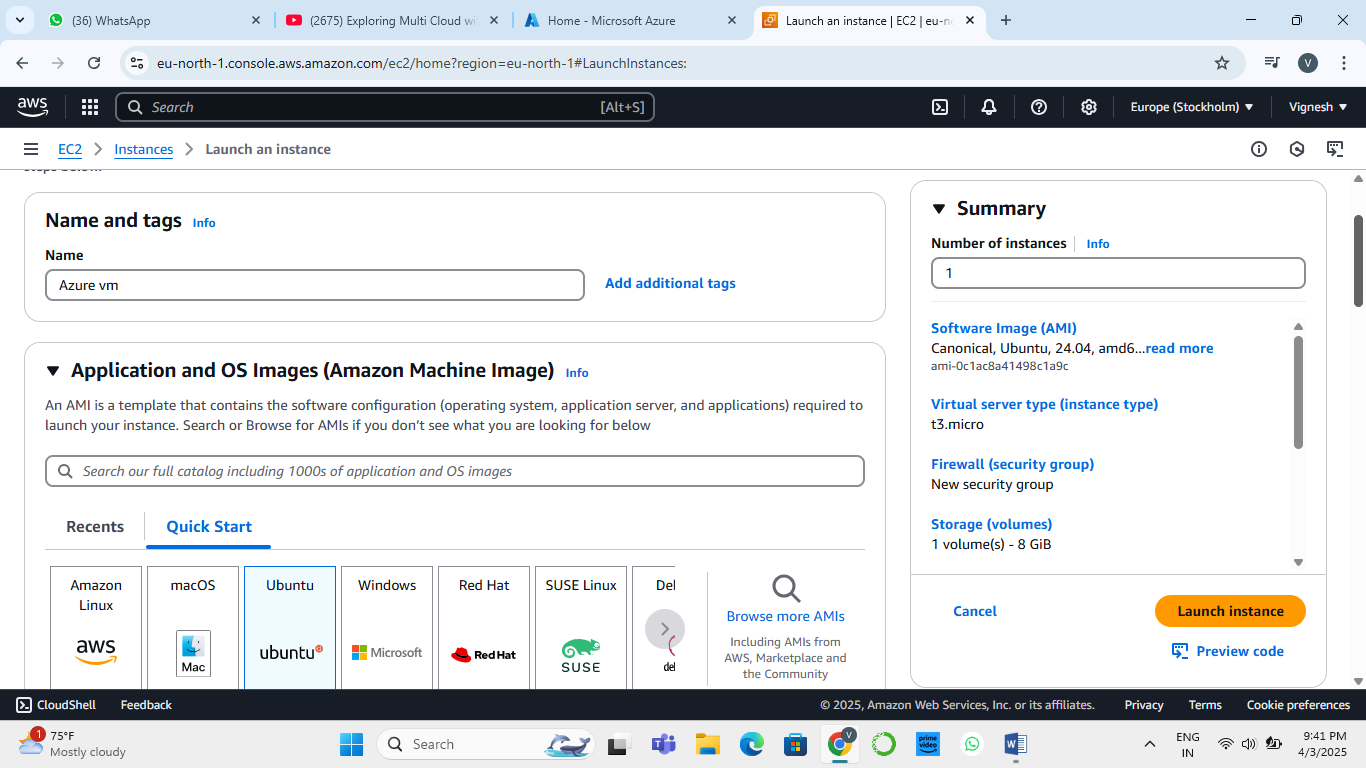 (36) WhatsApp
(2675) Exploring Multi Cloud wi
Home - Microsoft Azure
Launch an instance | EC2 | eu-no
eu-north-1.console.aws.amazon.com/ec2/home?region=eu-north-1#LaunchInstances:
V
aws
Search
[Alt+S]
Europe (Stockholm)
Vignesh
EC2
Instances
Launch an instance
steps below.
Name and tags Info
Name
Azure vm
Add additional tags
Application and OS Images (Amazon Machine Image) Info
An AMI is a template that contains the software configuration (operating system, application server, and applications) required to
launch your instance. Search or Browse for AMIs if you don't see what you are looking for below
Search our full catalog including 1000s of application and OS images
Recents
Quick Start
Amazon
Linux
aws
macOS
Mac
Ubuntu
ubuntu
Windows
Microsoft
Red Hat
Red Hat
SUSE Linux
SUSE
Del
del
Browse more AMIs
Including AMIs from
AWS, Marketplace and
the Community
Summary
Number of instances Info
1
Software Image (AMI)
Canonical, Ubuntu, 24.04, amd6...read more
ami-0c1ac8a41498c1a9c
Virtual server type (instance type)
t3.micro
Firewall (security group)
New security group
Storage (volumes)
1 volume(s) - 8 GiB
Cancel
Launch instance
Preview code
CloudShell
Feedback
© 2025, Amazon Web Services, Inc. or its affiliates.
Privacy
Terms
Cookie preferences
1
75°F
Mostly cloudy
Search
prime video
V
ENG
IN
9:41 PM
4/3/2025